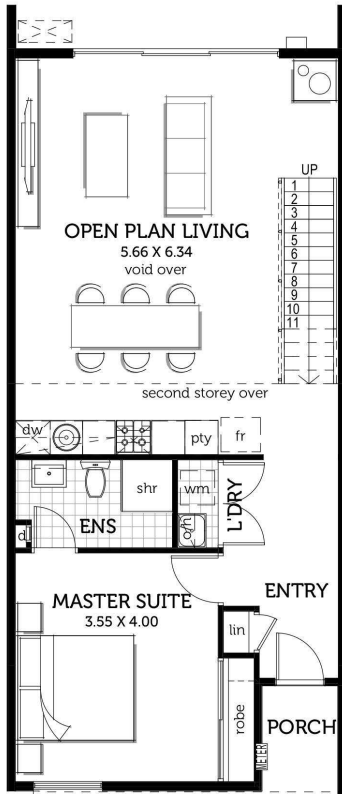 UP
1
2
3
4
5
6
7
8
9
10
11
OPEN PLAN LIVING
5.66 X 6.34
void over
second storey over
dw
pty
fr
shr
wm
L'DRY
ENS
d
MASTER SUITE
3.55 X 4.00
ENTRY
lin
robe
PORCH
METER